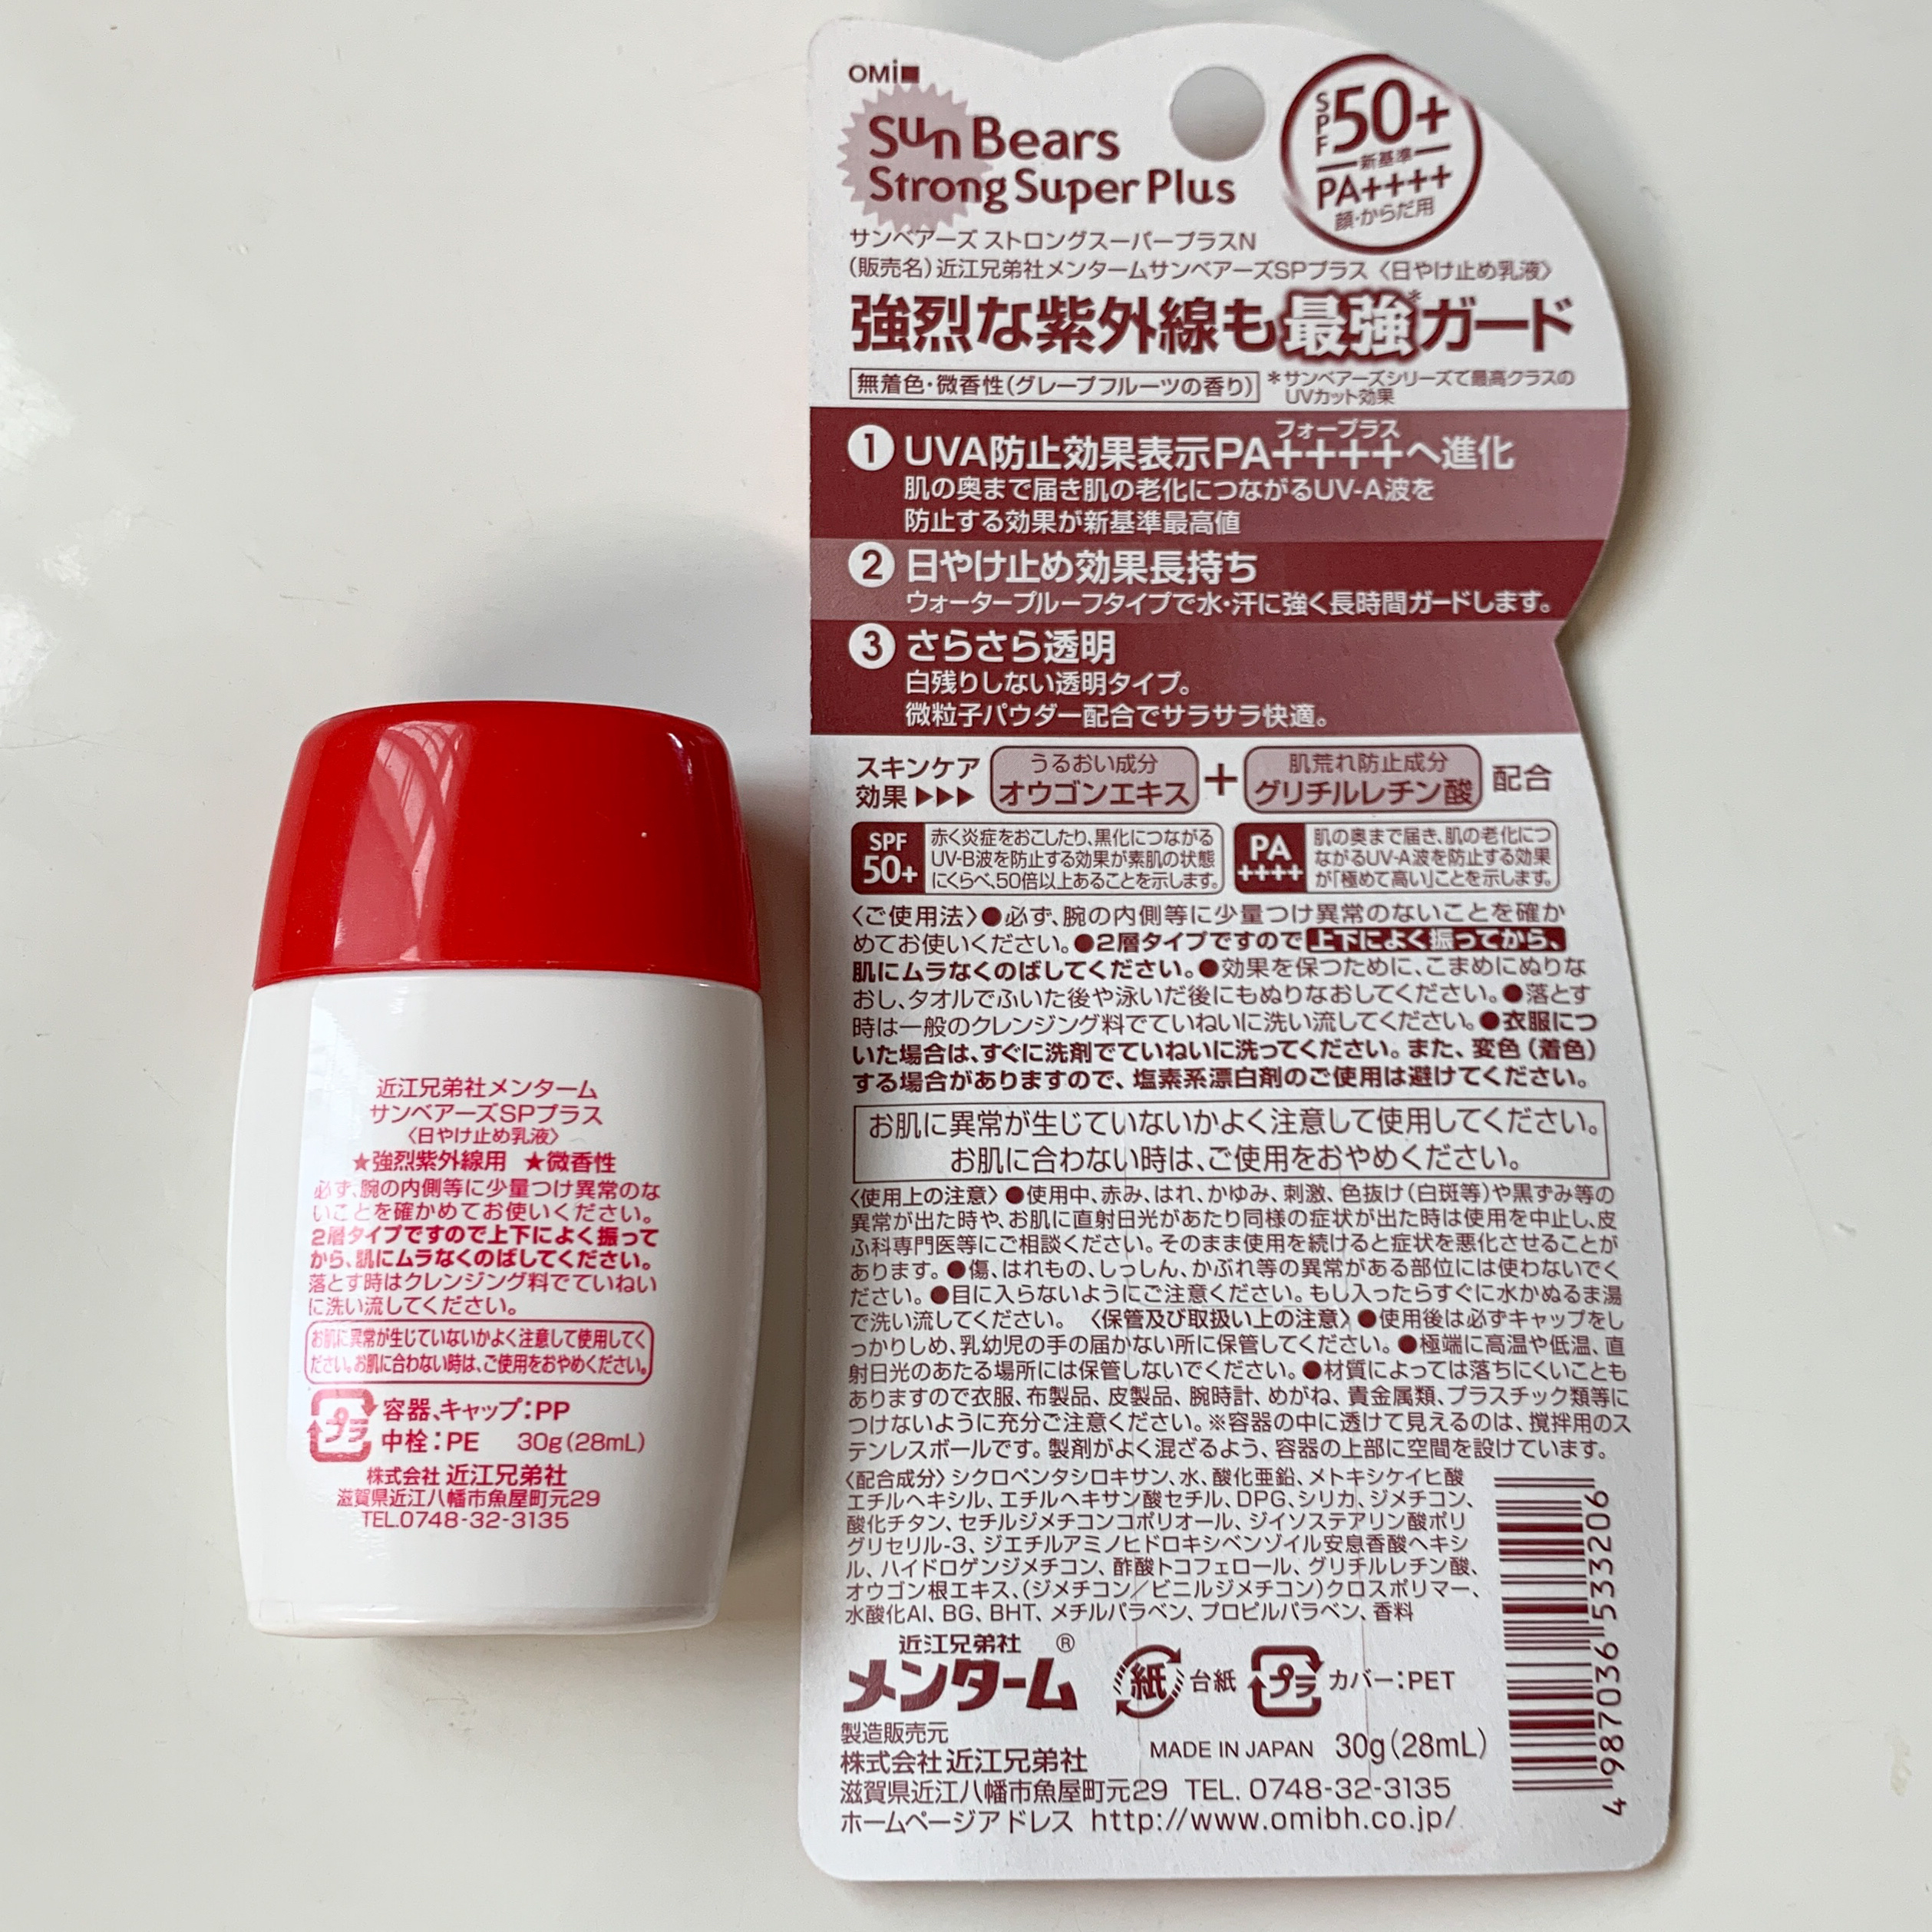 近江兄弟社メンターム
サンベアーズSPプラス
〈日やけ止め乳液〉
★強烈紫外線用 ★微香性
必ず、腕の内側等に少量つけ異常のな
いことを確かめてお使いください。
2層タイプですので上下によく振って
から、肌にムラなくのばしてください。
落とす時はクレンジング料でていねい
に洗い流してください。
お肌に異常が生じていないかよく注意して使用してく
ださい。お肌に合わない時は、ご使用をおやめください。
プラ
容器、キャップ:PP
中栓:PE 30g(28mL)
株式会社 近江兄弟社
滋賀県近江八幡市魚屋町元29
TEL.0748-32-3135
OMi
Sun Bears
Strong Super Plus
SPF 50+
新基準
PA++++
顔・からだ用
サンベアーズ ストロングスーパープラスN
(販売名)近江兄弟社メンタームサンベアーズSPプラス〈日やけ止め乳液〉
強烈な紫外線も最強*ガード
無着色・微香性(グレープフルーツの香り)
*サンベアーズシリーズで最高クラスの
UVカット効果
フォープラス
① UVA防止効果表示PA++++へ進化
肌の奥まで届き肌の老化につながるUV-A波を
防止する効果が新基準最高値
② 日やけ止め効果長持ち
ウォータープルーフタイプで水・汗に強く長時間ガードします。
③ さらさら透明
白残りしない透明タイプ。
微粒子パウダー配合でサラサラ快適。
スキンケア
効果▶▶▶
うるおい成分
オウゴンエキス
+
肌荒れ防止成分
グリチルレチン酸
配合
SPF
50+
赤く炎症をおこしたり、黒化につながる
UV-B波を防止する効果が素肌の状態
にくらべ、50倍以上あることを示します。
PA
++++
肌の奥まで届き、肌の老化につ
ながるUV-A波を防止する効果
が「極めて高い」ことを示します。
〈ご使用法〉●必ず、腕の内側等に少量つけ異常のないことを確か
めてお使いください。●2層タイプですので上下によく振ってから、
肌にムラなくのばしてください。●効果を保つために、こまめにぬりな
おし、タオルでふいた後や泳いだ後にもぬりなおしてください。●落とす
時は一般のクレンジング料でていねいに洗い流してください。●衣服につ
いた場合は、すぐに洗剤でていねいに洗ってください。また、変色(着色)
する場合がありますので、塩素系漂白剤のご使用は避けてください。
お肌に異常が生じていないかよく注意して使用してください。
お肌に合わない時は、ご使用をおやめください。
〈使用上の注意〉●使用中、赤み、はれ、かゆみ、刺激、色抜け(白斑等)や黒ずみ等の
異常が出た時や、お肌に直射日光があたり同様の症状が出た時は使用を中止し、皮
ふ科専門医等にご相談ください。そのまま使用を続けると症状を悪化させることが
あります。●傷、はれもの、しっしん、かぶれ等の異常がある部位には使わないでく
ださい。●目に入らないようにご注意ください。もし入ったらすぐに水かぬるま湯
で洗い流してください。〈保管及び取扱い上の注意〉●使用後は必ずキャップをし
っかりしめ、乳幼児の手の届かない所に保管してください。●極端に高温や低温、直
射日光のあたる場所には保管しないでください。●材質によっては落ちにくいことも
ありますので衣服、布製品、皮製品、腕時計、めがね、貴金属類、プラスチック類等に
つけないように充分ご注意ください。※容器の中に透けて見えるのは、撹拌用のス
テンレスボールです。製剤がよく混ざるよう、容器の上部に空間を設けています。
〈配合成分〉シクロペンタシロキサン、水、酸化亜鉛、メトキシケイヒ酸
エチルヘキシル、エチルヘキサン酸セチル、DPG、シリカ、ジメチコン、
酸化チタン、セチルジメチコンコポリオール、ジイソステアリン酸ポリ
グリセリル-3、ジエチルアミノヒドロキシベンゾイル安息香酸ヘキシ
ル、ハイドロゲンジメチコン、酢酸トコフェロール、グリチルレチン酸、
オウゴン根エキス、(ジメチコン/ビニルジメチコン)クロスポリマー、
水酸化Al、BG、BHT、メチルパラベン、プロピルパラベン、香料
4 987036 533206
近江兄弟社 ®
メンターム
紙 台紙 プラ カバー:PET
製造販売元
株式会社 近江兄弟社 MADE IN JAPAN 30g(28mL)
滋賀県近江八幡市魚屋町元29 TEL. 0748-32-3135
ホームページアドレス http://www.omibh.co.jp/